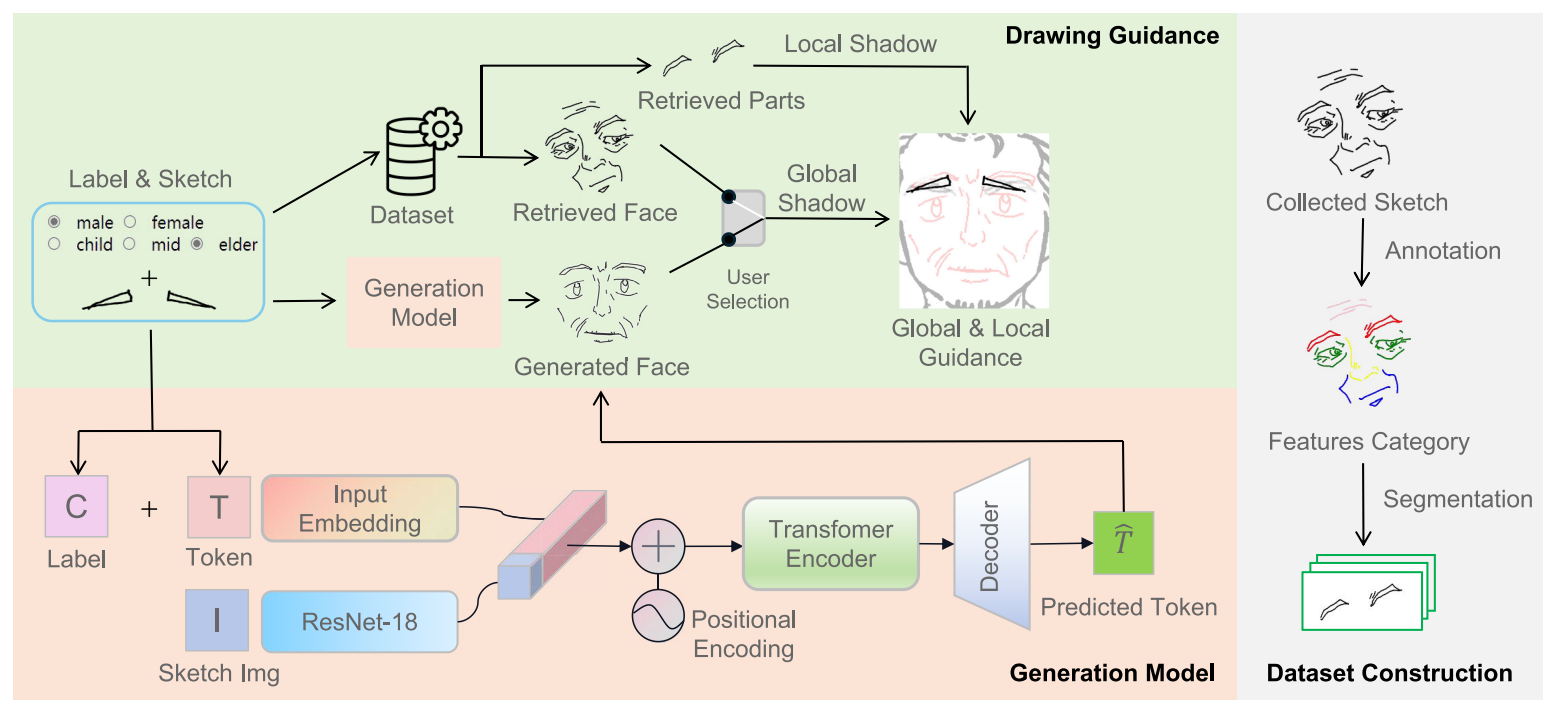 Drawing Guidance
Local Shadow
Retrieved Parts
Label & Sketch
male female
child mid elder
+
Dataset
Retrieved Face
Global
Shadow
User
Selection
Generation
Model
Generated Face
Global & Local
Guidance
C
+
T
Label
Token
Input
Embedding
I
Sketch Img
ResNet-18
+
Positional
Encoding
Transfomer
Encoder
Decoder
T̂
Predicted Token
Generation Model
Collected Sketch
Annotation
Features Category
Segmentation
Dataset Construction